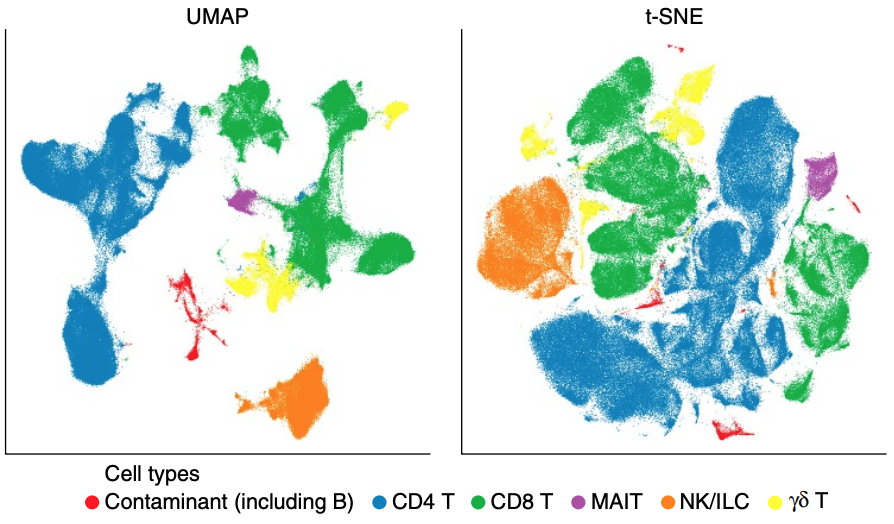 UMAP
t-SNE
Cell types
Contaminant (including B) CD4 T CD8 T MAIT NK/ILC γδ T